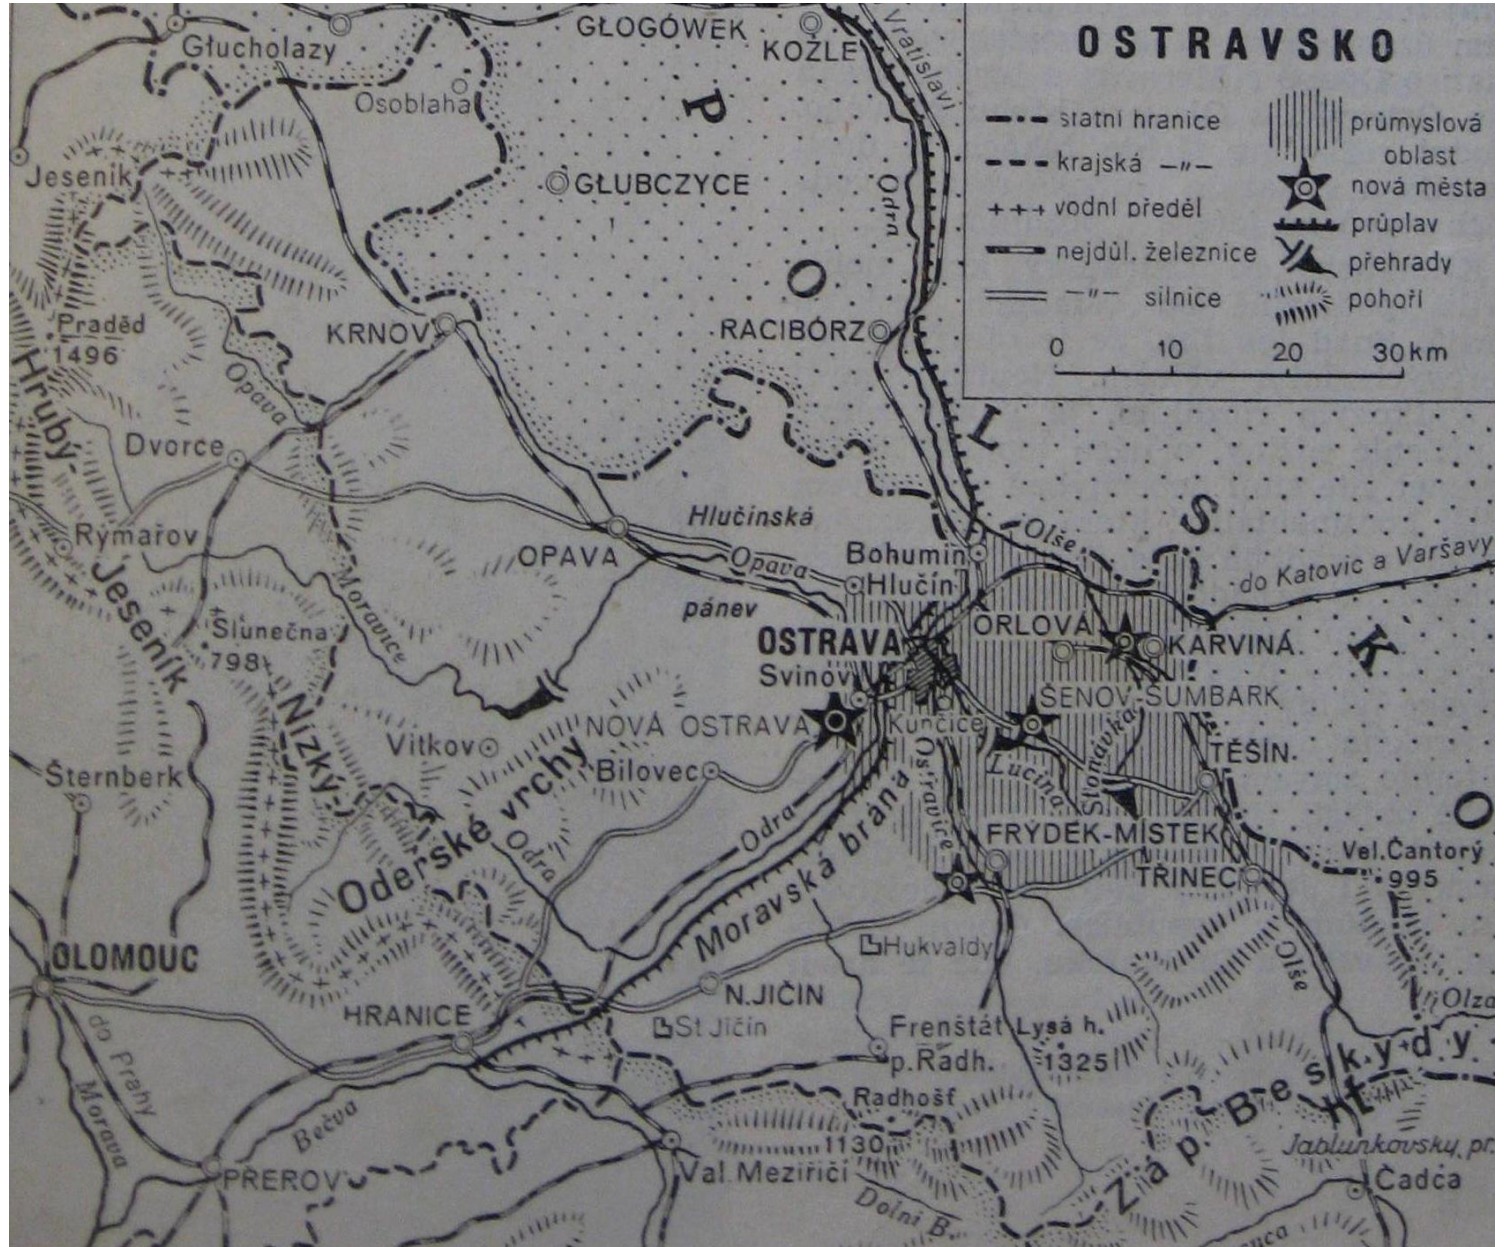 OSTRAVSKO
státní hranice
krajská —〃—
vodní předěl
nejdůl. železnice
—〃— silnice
průmyslová
oblast
nová města
průplav
přehrady
pohoří
0 10 20 30 km
Głucholazy
GŁOGÓWEK
KOŹLE
Vratislavi
Osoblaha
P O L S K O
Jeseník
GŁUBCZYCE
Odra
Praděd
1496
KRNOV
RACIBÓRZ
Hrubý
Jeseník
Opava
Dvorce
Rýmařov
OPAVA
Hlučínská
pánev
Opava
Bohumín
Hlučín
Olše
do Katovic a Varšavy
Moravice
Slunečna
798
OSTRAVA
Svinov
ORLOVÁ
KARVINÁ
NOVÁ OSTRAVA
Kunčice
ŠENOV-ŠUMBARK
Nízký-J.
Vítkov
Bílovec
TĚŠÍN
Šternberk
Oderské vrchy
Odra
Odra
Ostravice
Lucina
Stonávka
FRÝDEK-MÍSTEK
TŘINEC
Vel. Čantorý
995
Moravská brána
OLOMOUC
Hukvaldy
Olše
HRANICE
N. JIČÍN
St Jičín
Olza
Frenštát
p. Radh.
Lysá h.
1325
do Prahy
Morava
Bečva
Radhošť
1130
Záp. Beskydy
Jablunkovský pr.
PŘEROV
Val. Meziříčí
Dolní B.
Čadca